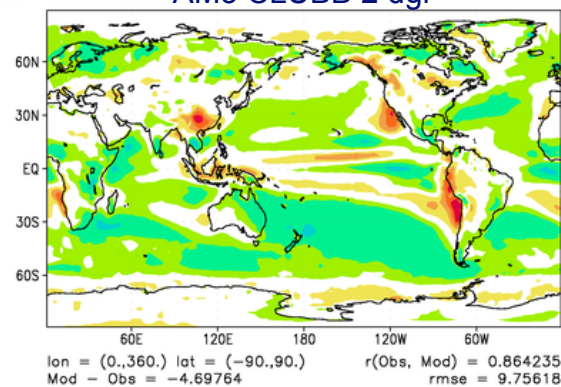 60N
30N
EQ
30S
60S
60E 120E 180 120W 60W
lon = (0.,360.) lat = (−90.,90.) r(Obs, Mod) = 0.864235
Mod − Obs = −4.69764 rmse = 9.75618